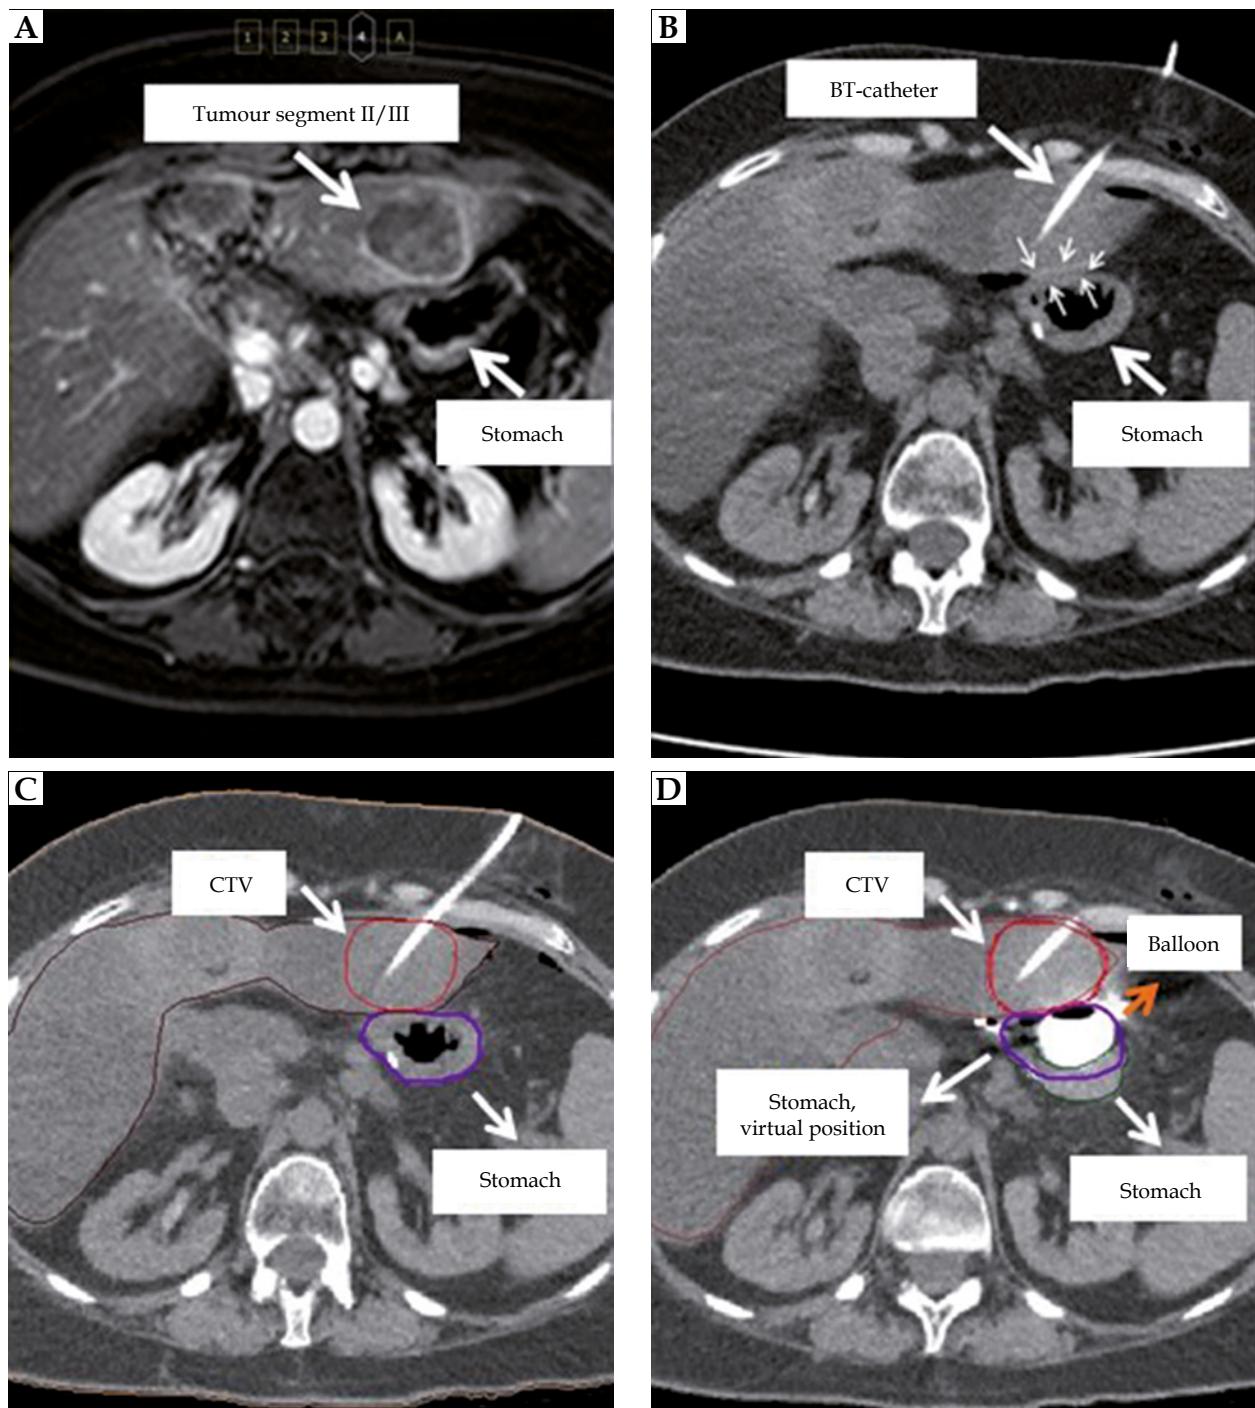 A
1 2 3 4 A
Tumour segment II/III
Stomach
B
BT-catheter
Stomach
C
CTV
Stomach
D
CTV
Balloon
Stomach,
virtual position
Stomach